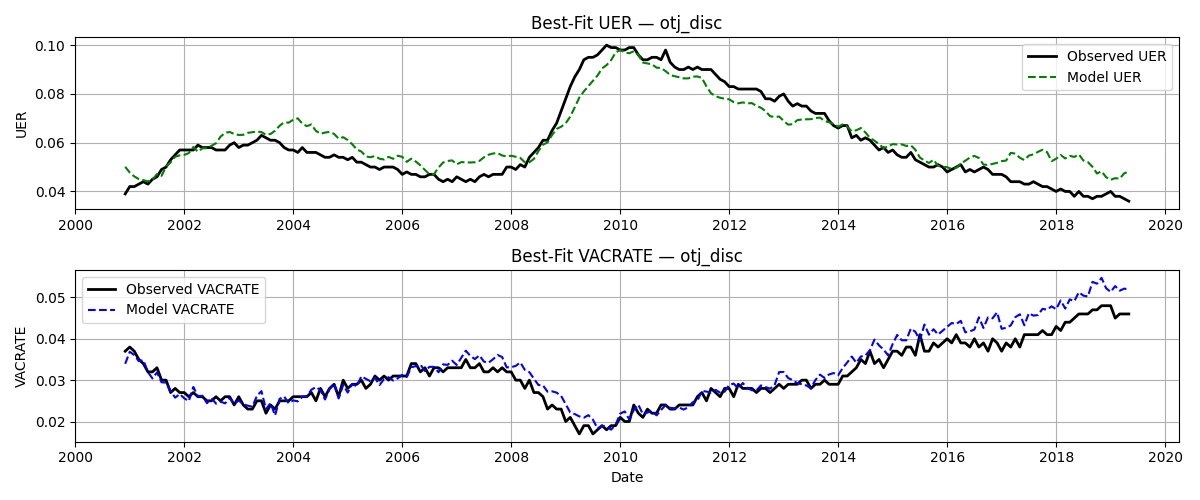 Best-Fit UER — otj_disc
UER
0.10
0.08
0.06
0.04
Observed UER
Model UER
2000 2002 2004 2006 2008 2010 2012 2014 2016 2018 2020
Best-Fit VACRATE — otj_disc
VACRATE
0.05
0.04
0.03
0.02
Observed VACRATE
Model VACRATE
2000 2002 2004 2006 2008 2010 2012 2014 2016 2018 2020
Date